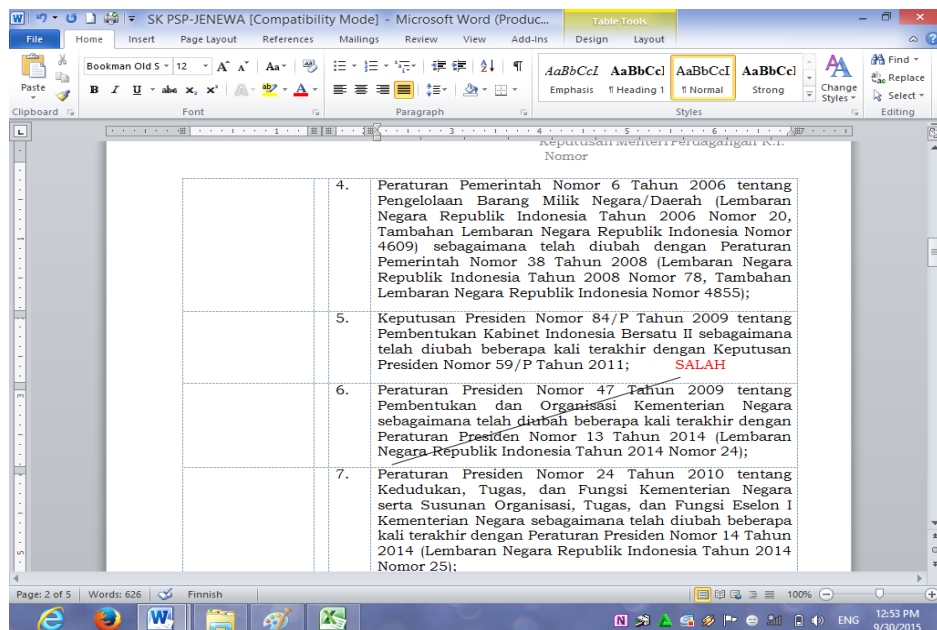 SK PSP-JENEWA [Compatibility Mode] - Microsoft Word (Produc...
Table Tools
File Home Insert Page Layout References Mailings Review View Add-Ins Design Layout
Paste
Bookman Old S 12
AaBbCcI AaBbCcI AaBbCcI AaBbCcI
Emphasis ¶ Heading 1 ¶ Normal Strong
Change Styles
Find
Replace
Select
Clipboard Font Paragraph Styles Editing
Keputusan Menteri Perdagangan R.I.
Nomor
4. Peraturan Pemerintah Nomor 6 Tahun 2006 tentang
Pengelolaan Barang Milik Negara/Daerah (Lembaran
Negara Republik Indonesia Tahun 2006 Nomor 20,
Tambahan Lembaran Negara Republik Indonesia Nomor
4609) sebagaimana telah diubah dengan Peraturan
Pemerintah Nomor 38 Tahun 2008 (Lembaran Negara
Republik Indonesia Tahun 2008 Nomor 78, Tambahan
Lembaran Negara Republik Indonesia Nomor 4855);
5. Keputusan Presiden Nomor 84/P Tahun 2009 tentang
Pembentukan Kabinet Indonesia Bersatu II sebagaimana
telah diubah beberapa kali terakhir dengan Keputusan
Presiden Nomor 59/P Tahun 2011; SALAH
6. Peraturan Presiden Nomor 47 Tahun 2009 tentang
Pembentukan dan Organisasi Kementerian Negara
sebagaimana telah diubah beberapa kali terakhir dengan
Peraturan Presiden Nomor 13 Tahun 2014 (Lembaran
Negara Republik Indonesia Tahun 2014 Nomor 24);
7. Peraturan Presiden Nomor 24 Tahun 2010 tentang
Kedudukan, Tugas, dan Fungsi Kementerian Negara
serta Susunan Organisasi, Tugas, dan Fungsi Eselon I
Kementerian Negara sebagaimana telah diubah beberapa
kali terakhir dengan Peraturan Presiden Nomor 14 Tahun
2014 (Lembaran Negara Republik Indonesia Tahun 2014
Nomor 25);
Page: 2 of 5 Words: 626 Finnish 100%
ENG 12:53 PM
9/30/2015